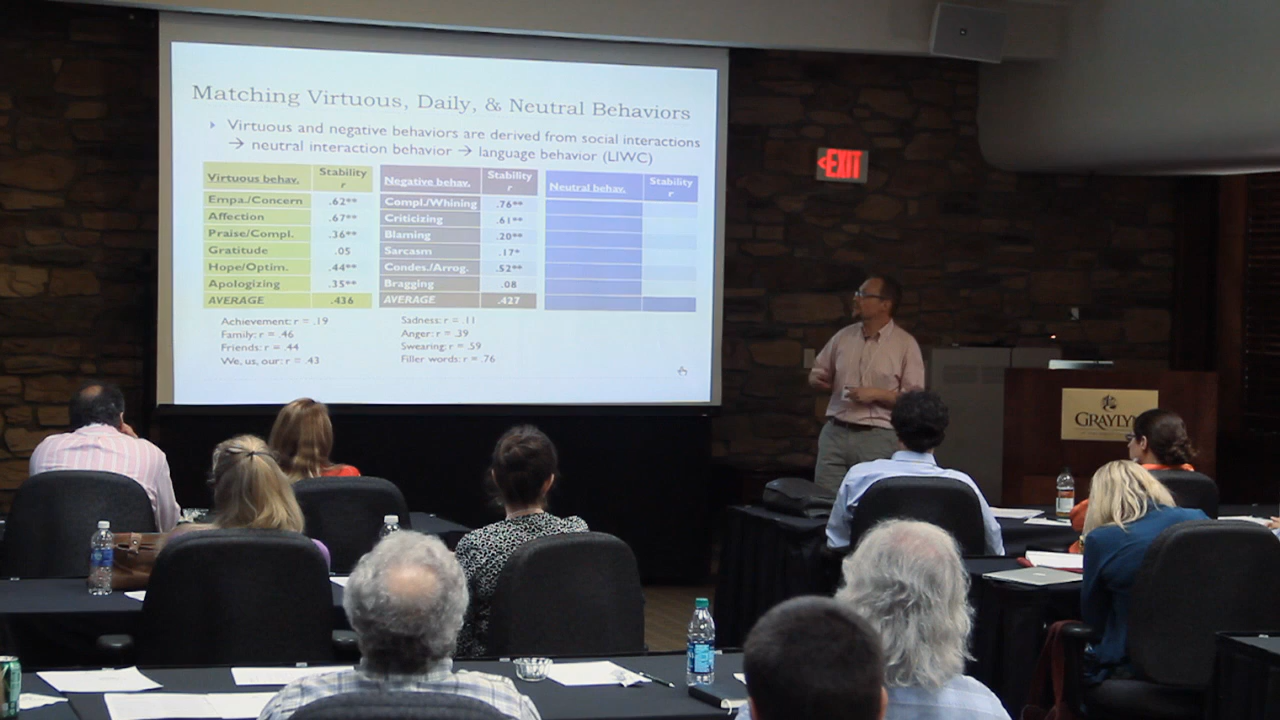 Matching Virtuous, Daily, & Neutral Behaviors
Virtuous and negative behaviors are derived from social interactions
→ neutral interaction behavior → language behavior (LIWC)
Virtuous behav. Stability r Negative behav. Stability r Neutral behav. Stability r
Empa./Concern .62** Compl./Whining .76**
Affection .67** Criticizing .61**
Praise/Compl. .36** Blaming .20**
Gratitude .05 Sarcasm .17*
Hope/Optim. .44** Condes./Arrog. .52**
Apologizing .35** Bragging .08
AVERAGE .436 AVERAGE .427
Achievement: r = .19 Sadness: r = .11
Family: r = .46 Anger: r = .39
Friends: r = .44 Swearing: r = .59
We, us, our: r = .43 Filler words: r = .76
EXIT
GRAYLY